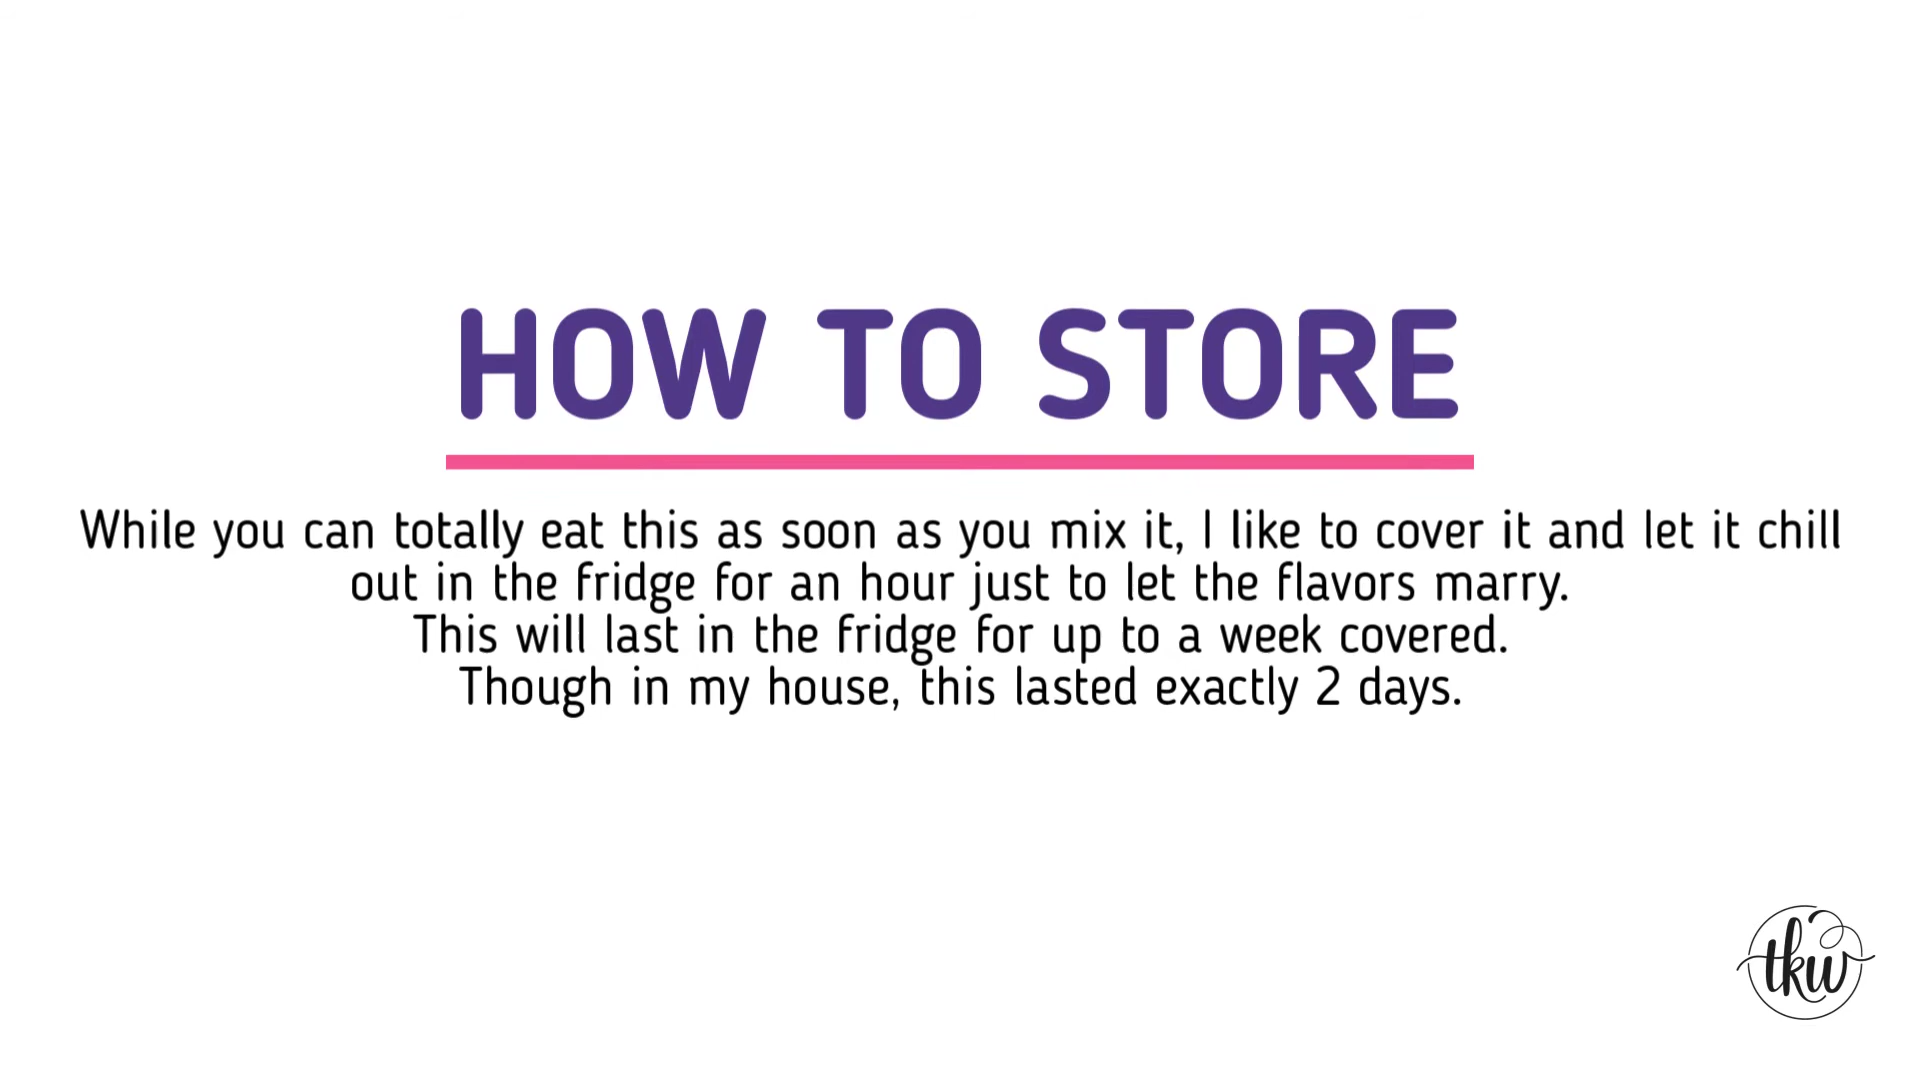 HOW TO STORE
While you can totally eat this as soon as you mix it, I like to cover it and let it chill
out in the fridge for an hour just to let the flavors marry.
This will last in the fridge for up to a week covered.
Though in my house, this lasted exactly 2 days.
tkw